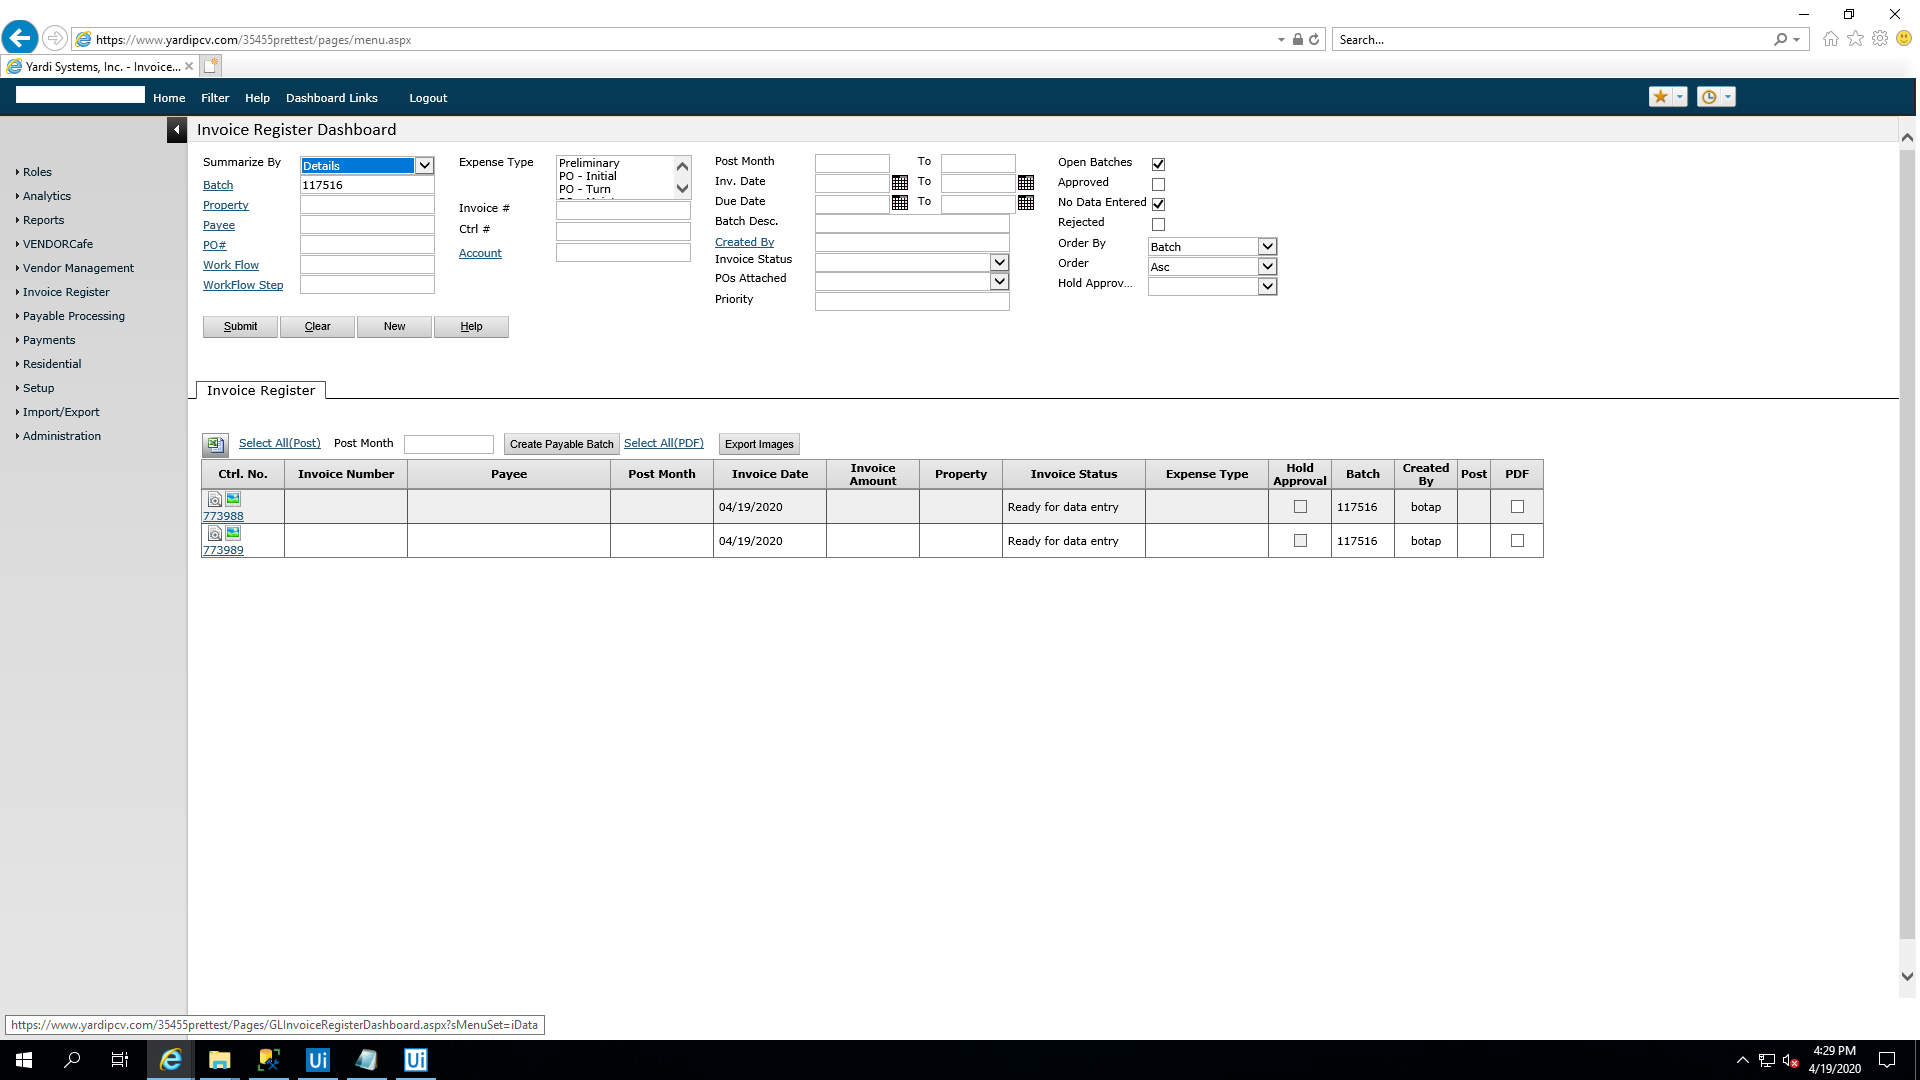 https://www.yardipcv.com/35455prettest/pages/menu.aspx
Search...
Yardi Systems, Inc. - Invoice...
Home Filter Help Dashboard Links Logout
Invoice Register Dashboard
Roles
Analytics
Reports
VENDORCafe
Vendor Management
Invoice Register
Payable Processing
Payments
Residential
Setup
Import/Export
Administration
Summarize By Details
Batch 117516
Property
Payee
PO#
Work Flow
WorkFlow Step
Expense Type
Preliminary
PO - Initial
PO - Turn
Invoice #
Ctrl #
Account
Post Month To
Inv. Date To
Due Date To
Batch Desc.
Created By
Invoice Status
POs Attached
Priority
Open Batches
Approved
No Data Entered
Rejected
Order By Batch
Order Asc
Hold Approv...
Submit Clear New Help
Invoice Register
Select All(Post) Post Month Create Payable Batch Select All(PDF) Export Images
Ctrl. No. Invoice Number Payee Post Month Invoice Date Invoice Amount Property Invoice Status Expense Type Hold Approval Batch Created By Post PDF
773988 04/19/2020 Ready for data entry 117516 botap
773989 04/19/2020 Ready for data entry 117516 botap
https://www.yardipcv.com/35455prettest/Pages/GLInvoiceRegisterDashboard.aspx?sMenuSet=iData
Ui
Ui
4:29 PM
4/19/2020